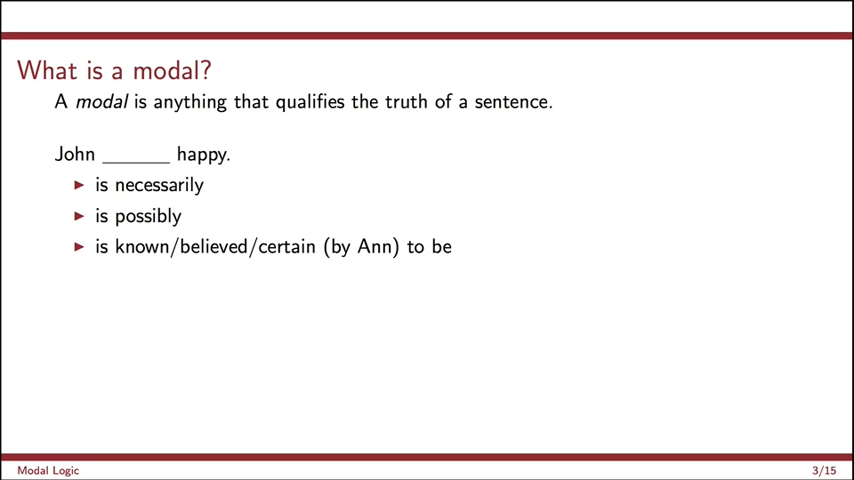 What is a modal?
A modal is anything that qualifies the truth of a sentence.
John ______ happy.
▶ is necessarily
▶ is possibly
▶ is known/believed/certain (by Ann) to be
Modal Logic 3/15